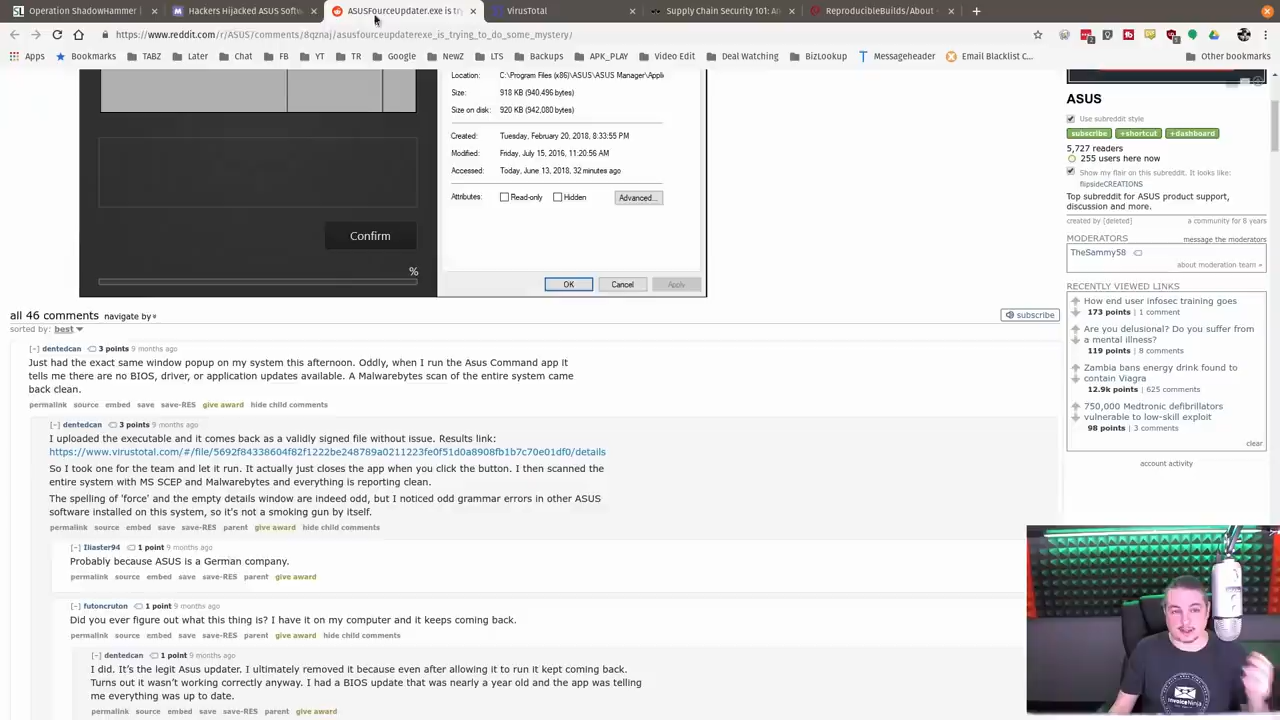 Operation ShadowHammer
Hackers Hijacked ASUS Softw
ASUSFourceUpdater.exe is try
VirusTotal
Supply Chain Security 101: An
ReproducibleBuilds/About -
https://www.reddit.com/r/ASUS/comments/8qznaj/asusfourceupdaterexe_is_trying_to_do_some_mystery/
Apps Bookmarks TABZ Later Chat FB YT TR Google NewZ LTS Backups APK_PLAY Video Edit Deal Watching BizLookup Messageheader Email Blacklist C... Other bookmarks
Location: C:\Program Files (x86)\ASUS\ASUS Manager\Appli
Size: 918 KB (940,496 bytes)
Size on disk: 920 KB (942,080 bytes)
Created: Tuesday, February 20, 2018, 8:33:55 PM
Modified: Friday, July 15, 2016, 11:20:56 AM
Accessed: Today, June 13, 2018, 32 minutes ago
Attributes: Read-only Hidden Advanced...
Confirm
%
OK Cancel Apply
all 46 comments navigate by
subscribe
sorted by: best
[-] dentedcan 3 points 9 months ago
Just had the exact same window popup on my system this afternoon. Oddly, when I run the Asus Command app it
tells me there are no BIOS, driver, or application updates available. A Malwarebytes scan of the entire system came
back clean.
permalink source embed save save-RES give award hide child comments
[-] dentedcan 3 points 9 months ago
I uploaded the executable and it comes back as a validly signed file without issue. Results link:
https://www.virustotal.com/#/file/5692f84338604f82f1222be248789a0211223fe0f51d0a8908fb1b7c70e01df0/details
So I took one for the team and let it run. It actually just closes the app when you click the button. I then scanned the
entire system with MS SCEP and Malwarebytes and everything is reporting clean.
The spelling of 'force' and the empty details window are indeed odd, but I noticed odd grammar errors in other ASUS
software installed on this system, so it's not a smoking gun by itself.
permalink source embed save save-RES parent give award hide child comments
[-] Iliaster94 1 point 9 months ago
Probably because ASUS is a German company.
permalink source embed save save-RES parent give award
[-] futoncruton 1 point 9 months ago
Did you ever figure out what this thing is? I have it on my computer and it keeps coming back.
permalink source embed save save-RES parent give award hide child comments
[-] dentedcan 1 point 9 months ago
I did. It's the legit Asus updater. I ultimately removed it because even after allowing it to run it kept coming back.
Turns out it wasn't working correctly anyway. I had a BIOS update that was nearly a year old and the app was telling
me everything was up to date.
permalink source embed save save-RES parent give award
ASUS
Use subreddit style
subscribe +shortcut +dashboard
5,727 readers
255 users here now
Show my flair on this subreddit. It looks like:
flipsideCREATIONS
Top subreddit for ASUS product support,
discussion and more.
created by [deleted] a community for 8 years
MODERATORS message the moderators
TheSammy58
about moderation team »
RECENTLY VIEWED LINKS
How end user infosec training goes
173 points | 1 comment
Are you delusional? Do you suffer from
a mental illness?
119 points | 8 comments
Zambia bans energy drink found to
contain Viagra
12.9k points | 625 comments
750,000 Medtronic defibrillators
vulnerable to low-skill exploit
98 points | 3 comments
clear
account activity
invoiceNinja